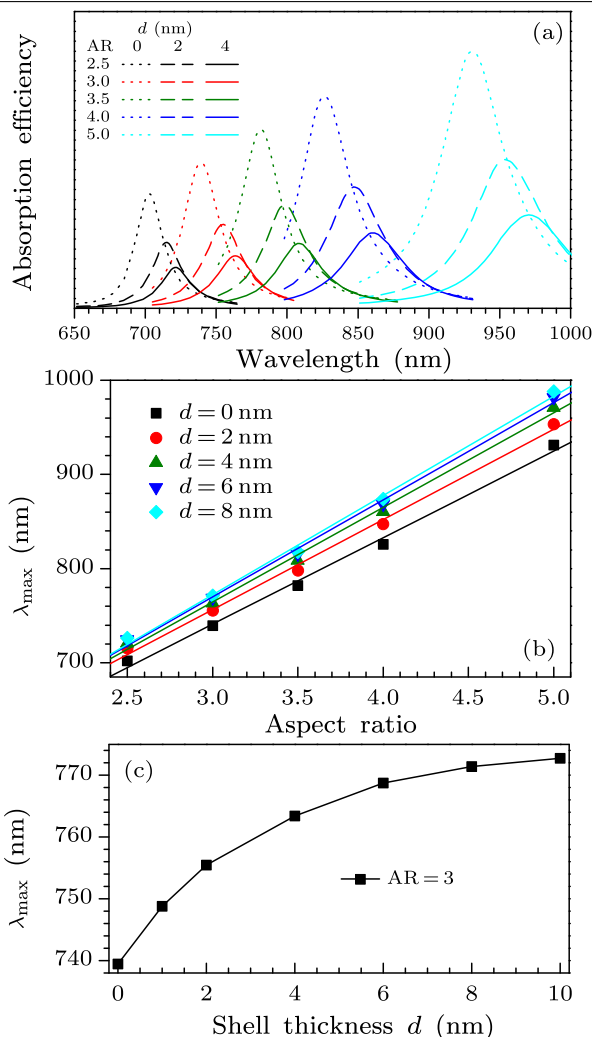 (a)
d (nm)
AR 0 2 4
2.5
3.0
3.5
4.0
5.0
Absorption efficiency
650 700 750 800 850 900 950 1000
Wavelength (nm)
1000
900
800
700
d = 0 nm
d = 2 nm
d = 4 nm
d = 6 nm
d = 8 nm
λmax (nm)
(b)
2.5 3.0 3.5 4.0 4.5 5.0
Aspect ratio
(c)
770
760
750
740
AR = 3
λmax (nm)
0 2 4 6 8 10
Shell thickness d (nm)